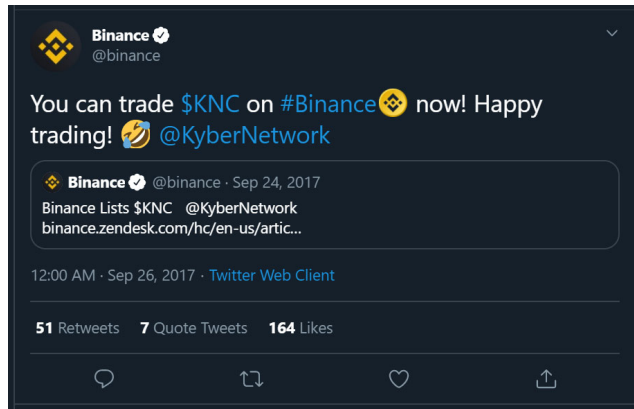 Binance
@binance
You can trade $KNC on #Binance now! Happy
trading! 🤣 @KyberNetwork
Binance @binance · Sep 24, 2017
Binance Lists $KNC @KyberNetwork
binance.zendesk.com/hc/en-us/artic...
12:00 AM · Sep 26, 2017 · Twitter Web Client
51 Retweets 7 Quote Tweets 164 Likes